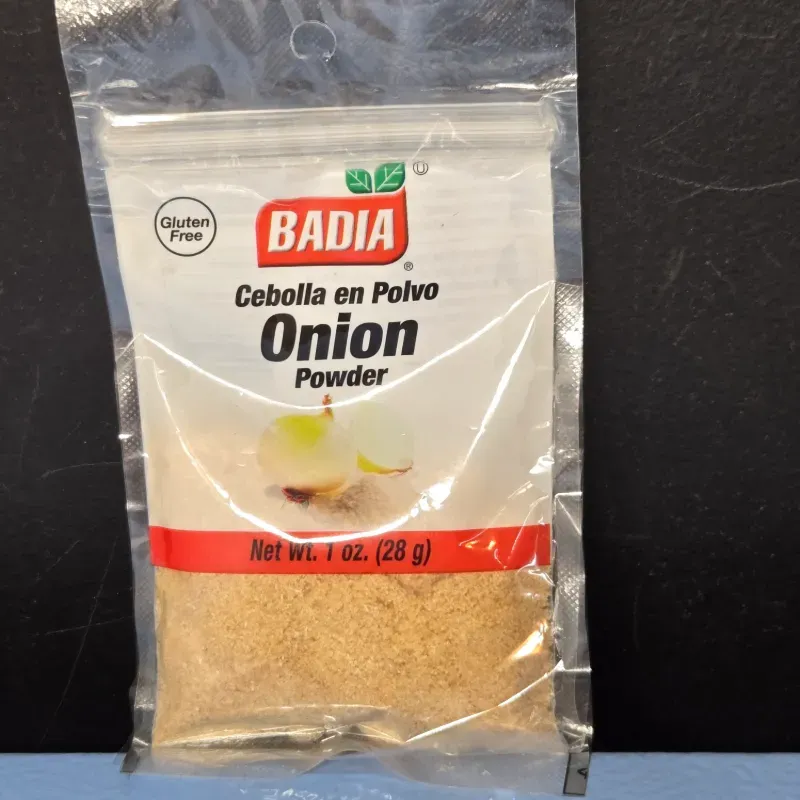 Gluten
Free
BADIA
Ⓤ
®
Cebolla en Polvo
Onion
Powder
Net Wt. 1 oz. (28 g)